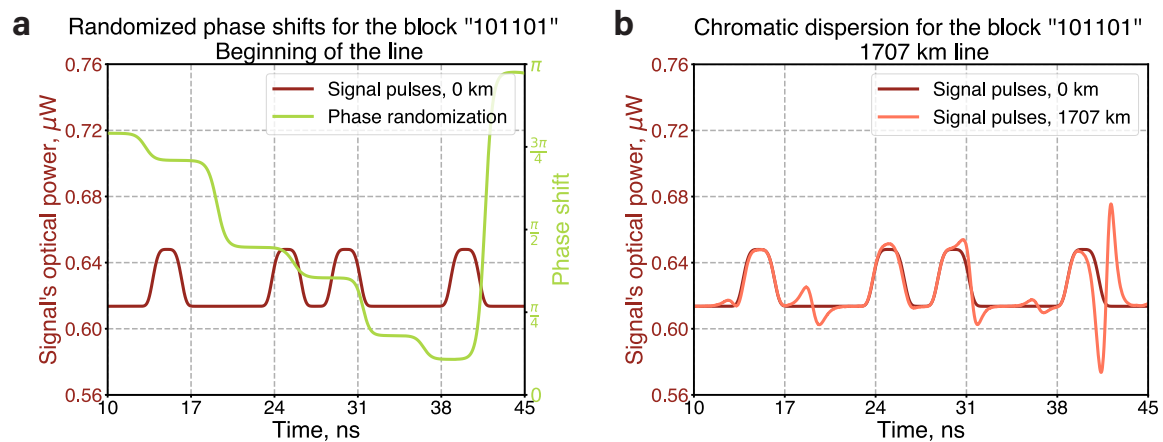 a
Randomized phase shifts for the block "101101"
Beginning of the line
Signal's optical power, μW
0.76
0.72
0.68
0.64
0.60
0.56
Signal pulses, 0 km
Phase randomization
π
3π/4
π/2
π/4
0
Phase shift
10 17 24 31 38 45
Time, ns
b
Chromatic dispersion for the block "101101"
1707 km line
Signal's optical power, μW
0.76
0.72
0.68
0.64
0.60
0.56
Signal pulses, 0 km
Signal pulses, 1707 km
10 17 24 31 38 45
Time, ns